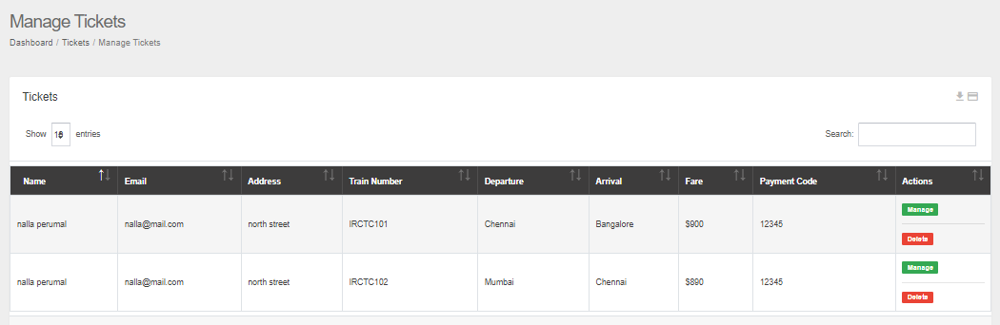 Manage Tickets
Dashboard / Tickets / Manage Tickets
Tickets
Show entries
Search:
Name Email Address Train Number Departure Arrival Fare Payment Code Actions
nalla perumal nalla@mail.com north street IRCTC101 Chennai Bangalore $900 12345 Manage
Delete
nalla perumal nalla@mail.com north street IRCTC102 Mumbai Chennai $890 12345 Manage
Delete